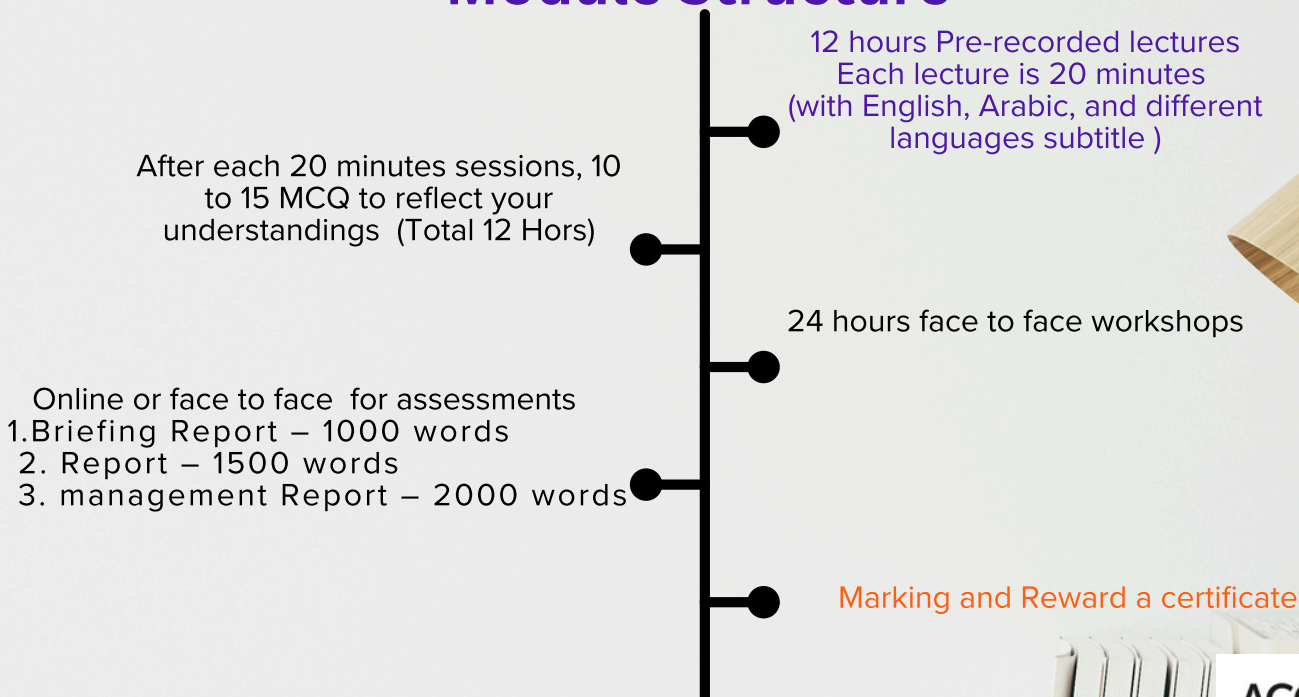 Module Structure
12 hours Pre-recorded lectures
Each lecture is 20 minutes
(with English, Arabic, and different
languages subtitle )
After each 20 minutes sessions, 10
to 15 MCQ to reflect your
understandings  (Total 12 Hors)
24 hours face to face workshops
Online or face to face  for assessments
1.Briefing Report – 1000 words
2. Report – 1500 words
3. management Report – 2000 words
Marking and Reward a certificate